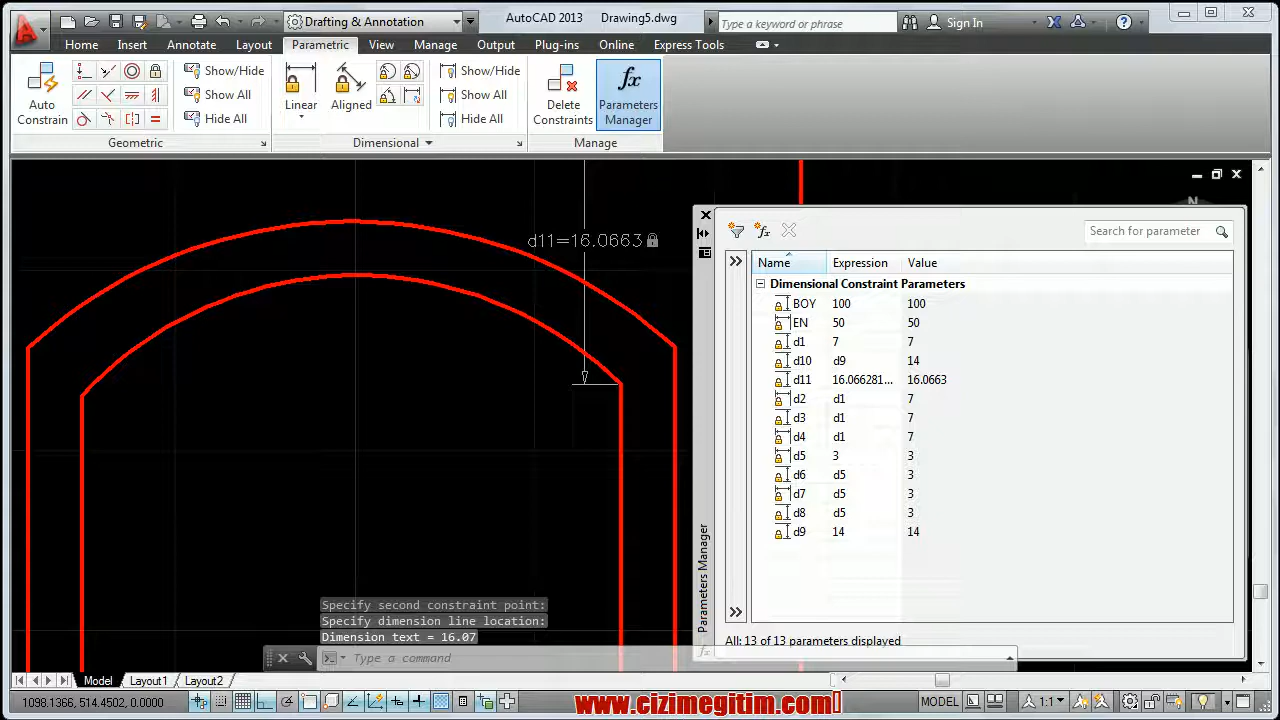 Drafting & Annotation
AutoCAD 2013 Drawing5.dwg
Type a keyword or phrase
Sign In
Home Insert Annotate Layout Parametric View Manage Output Plug-ins Online Express Tools
Auto Constrain
Show/Hide
Show All
Hide All
Geometric
Linear
Aligned
Show/Hide
Show All
Hide All
Dimensional
Delete Constraints
fx
Parameters Manager
Manage
N
d11=16.0663
Search for parameter
Name Expression Value
Dimensional Constraint Parameters
BOY 100 100
EN 50 50
d1 7 7
d10 d9 14
d11 16.066281... 16.0663
d2 d1 7
d3 d1 7
d4 d1 7
d5 3 3
d6 d5 3
d7 d5 3
d8 d5 3
d9 14 14
All: 13 of 13 parameters displayed
Parameters Manager
Specify second constraint point:
Specify dimension line location:
Dimension text = 16.07
Type a command
Model Layout1 Layout2
MODEL
1:1
www.cizimegitim.com